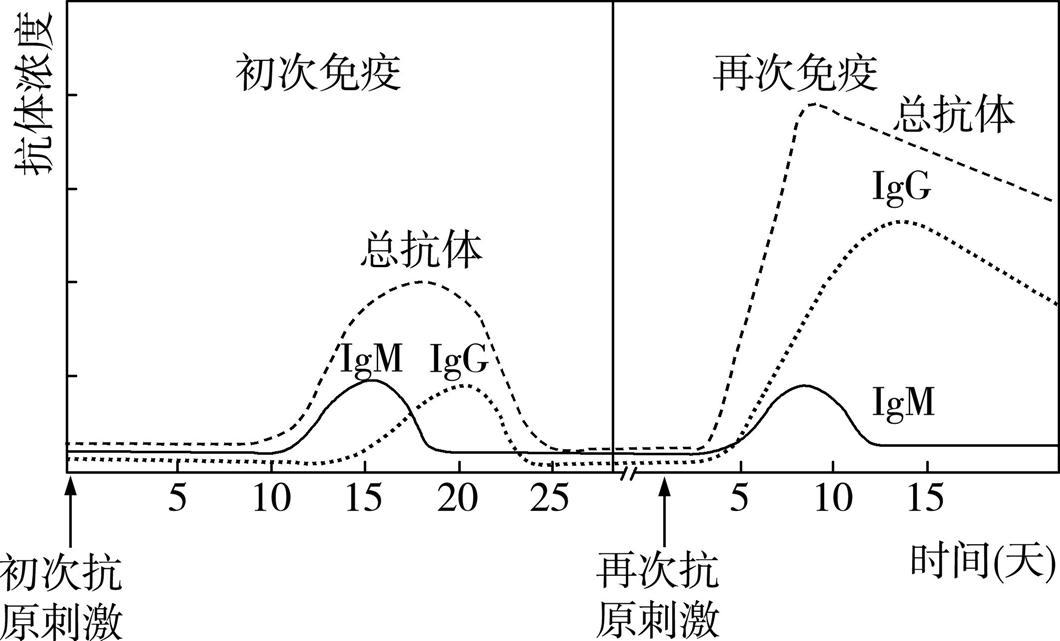 抗体浓度
初次免疫
再次免疫
总抗体
IgG
总抗体
IgM
IgG
IgM
5
10
15
20
25
5
10
15
初次抗
原刺激
再次抗
原刺激
时间(天)